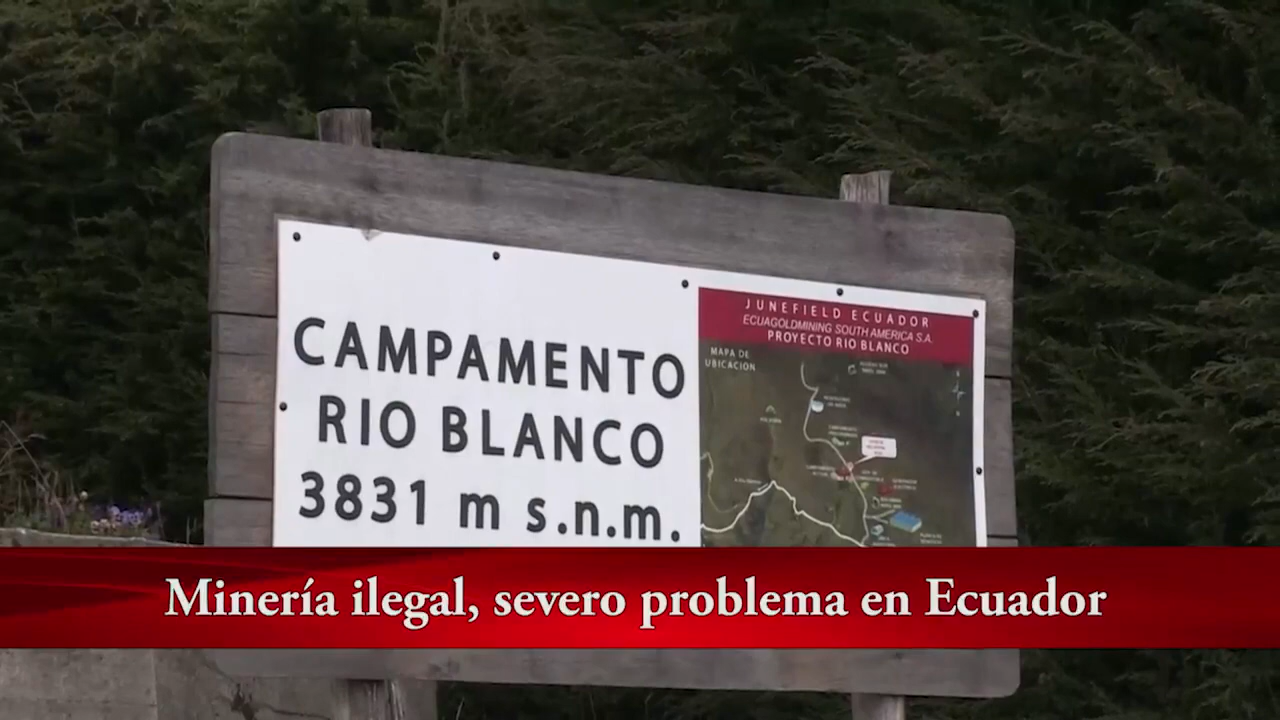 CAMPAMENTO
RIO BLANCO
3831 m s.n.m.
JUNEFIELD ECUADOR
ECUAGOLDMINING SOUTH AMERICA S.A.
PROYECTO RIO BLANCO
MAPA DE
UBICACION
Minería ilegal, severo problema en Ecuador